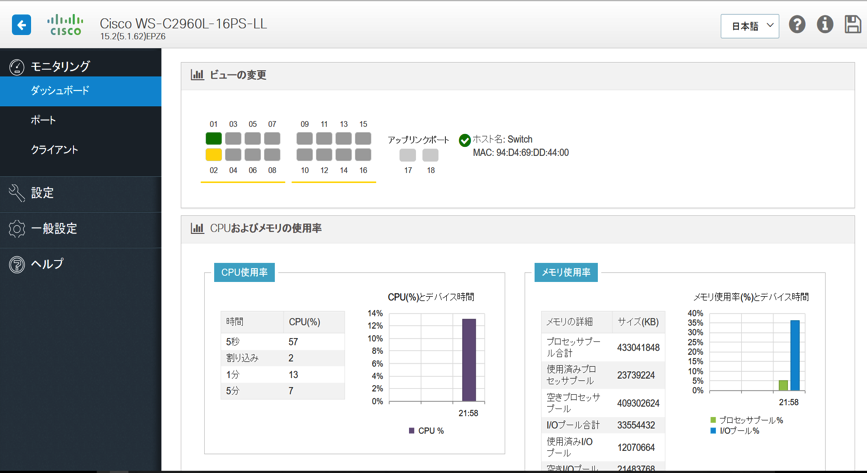 CISCO
Cisco WS-C2960L-16PS-LL
15.2(5.1.62)EPZ6
日本語
モニタリング
ダッシュボード
ポート
クライアント
設定
一般設定
ヘルプ
ビューの変更
01 03 05 07 09 11 13 15
アップリンクポート
ホスト名: Switch
MAC: 94:D4:69:DD:44:00
02 04 06 08 10 12 14 16 17 18
CPUおよびメモリの使用率
CPU使用率
時間 CPU(%)
5秒 57
割り込み 2
1分 13
5分 7
CPU(%)とデバイス時間
14%
12%
10%
8%
6%
4%
2%
0%
21:58
CPU %
メモリ使用率
メモリの詳細 サイズ(KB)
プロセッサプー
ル合計 433041848
使用済みプロ
セッサプール 23739224
空きプロセッサ
プール 409302624
I/Oプール合計 33554432
使用済みI/O
プール 12070664
空きI/Oプール 21483768
メモリ使用率(%)とデバイス時間
40%
35%
30%
25%
20%
15%
10%
5%
0%
21:58
プロセッサプール%
I/Oプール%